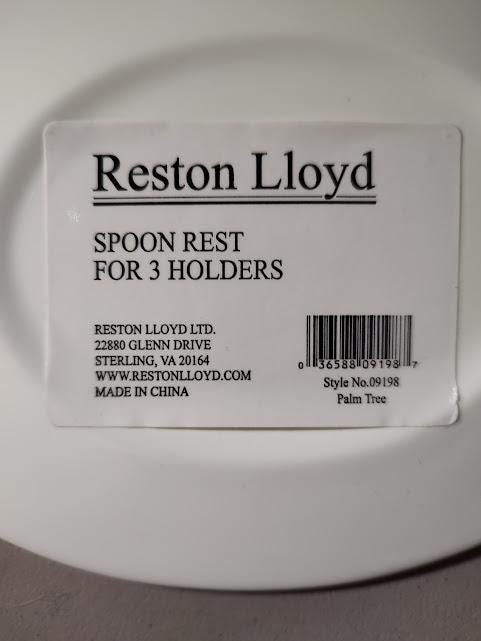 Reston Lloyd
SPOON REST
FOR 3 HOLDERS
RESTON LLOYD LTD.
22880 GLENN DRIVE
STERLING, VA 20164
WWW.RESTONLLOYD.COM
MADE IN CHINA
0 36588 09198 7
Style No.09198
Palm Tree